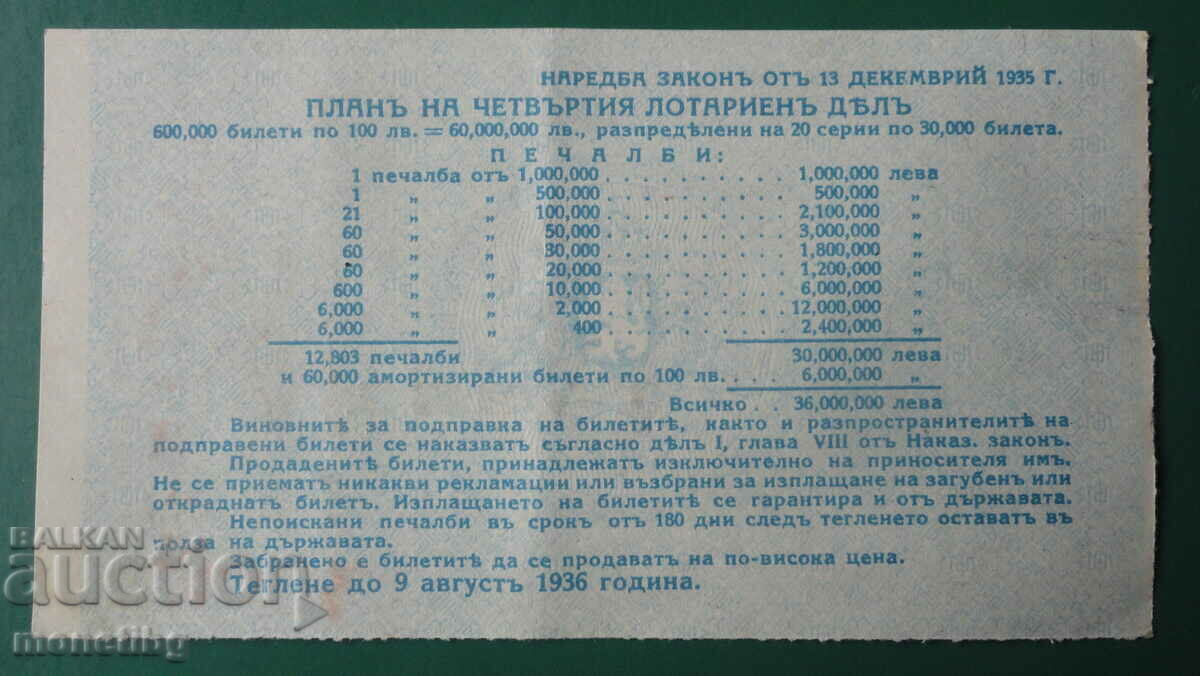 НАРЕДБА ЗАКОНЪ ОТЪ 13 ДЕКЕМВРИЙ 1935 Г.
ПЛАНЪ НА ЧЕТВЪРТИЯ ЛОТАРИЕНЪ ДѢЛЪ
600,000 билети по 100 лв. = 60,000,000 лв., разпредѣлени на 20 серии по 30,000 билета.
ПЕЧАЛБИ:
1 печалба отъ 1,000,000 . . . . . . . . . . 1,000,000 лева
1 „ „ 500,000 . . . . . . . . . . 500,000 „
21 „ „ 100,000 . . . . . . . . . . 2,100,000 „
60 „ „ 50,000 . . . . . . . . . . 3,000,000 „
60 „ „ 30,000 . . . . . . . . . . 1,800,000 „
60 „ „ 20,000 . . . . . . . . . . 1,200,000 „
600 „ „ 10,000 . . . . . . . . . . 6,000,000 „
6,000 „ „ 2,000 . . . . . . . . . . 12,000,000 „
6,000 „ „ 400 . . . . . . . . . . 2,400,000 „
12,803 печалби 30,000,000 лева
и 60,000 амортизирани билети по 100 лв. . . . 6,000,000 „
Всичко . . 36,000,000 лева
Виновнитѣ за подправка на билетитѣ, както и разпространителитѣ на
подправени билети се наказватъ съгласно дѣлъ I, глава VIII отъ Наказ. законъ.
Продаденитѣ билети, принадлежатъ изключително на приносителя имъ.
Не се приематъ никакви рекламации или възбрани за изплащане на загубенъ или
откраднатъ билетъ. Изплащането на билетитѣ се гарантира и отъ държавата.
Непоискани печалби въ срокъ отъ 180 дни следъ тегленето оставатъ въ
полза на държавата.
Забранено е билетитѣ да се продаватъ на по-висока цена.
Теглене до 9 августъ 1936 година.
BALKAN
auction
monetibg